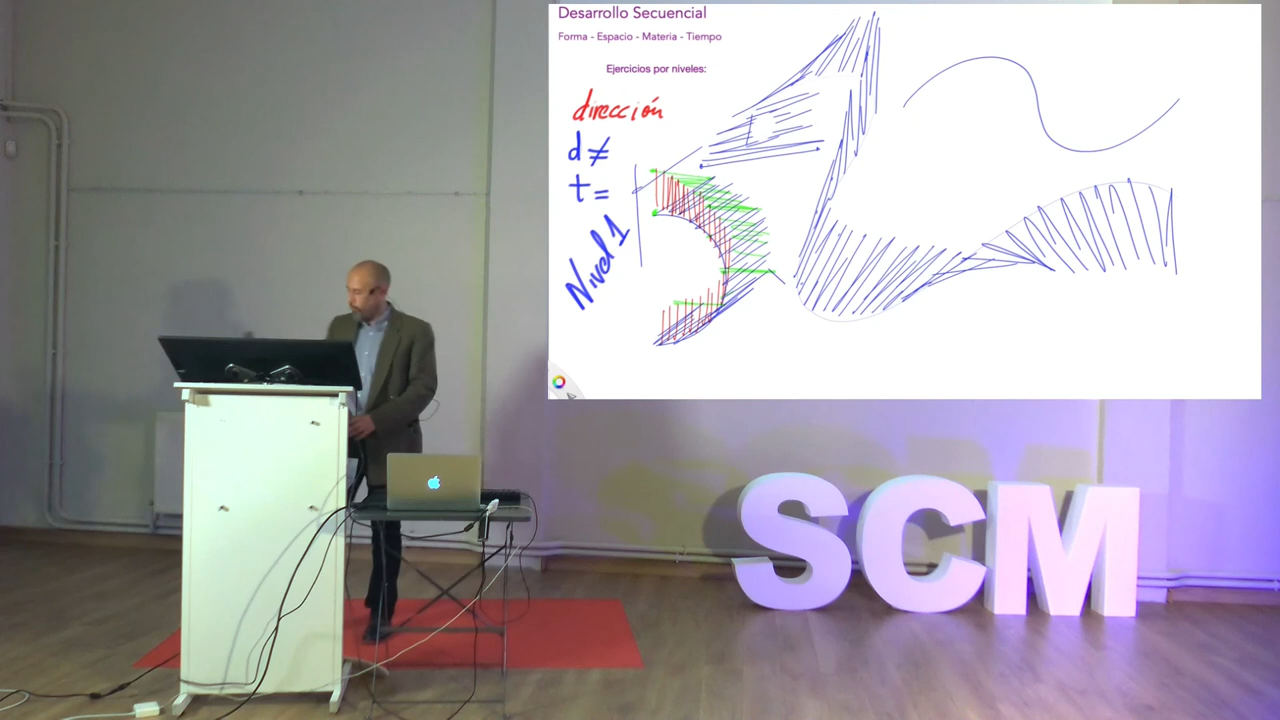 Desarrollo Secuencial
Forma - Espacio - Materia - Tiempo
Ejercicios por niveles:
dirección
d ≠
t =
Nivel 1
SCM